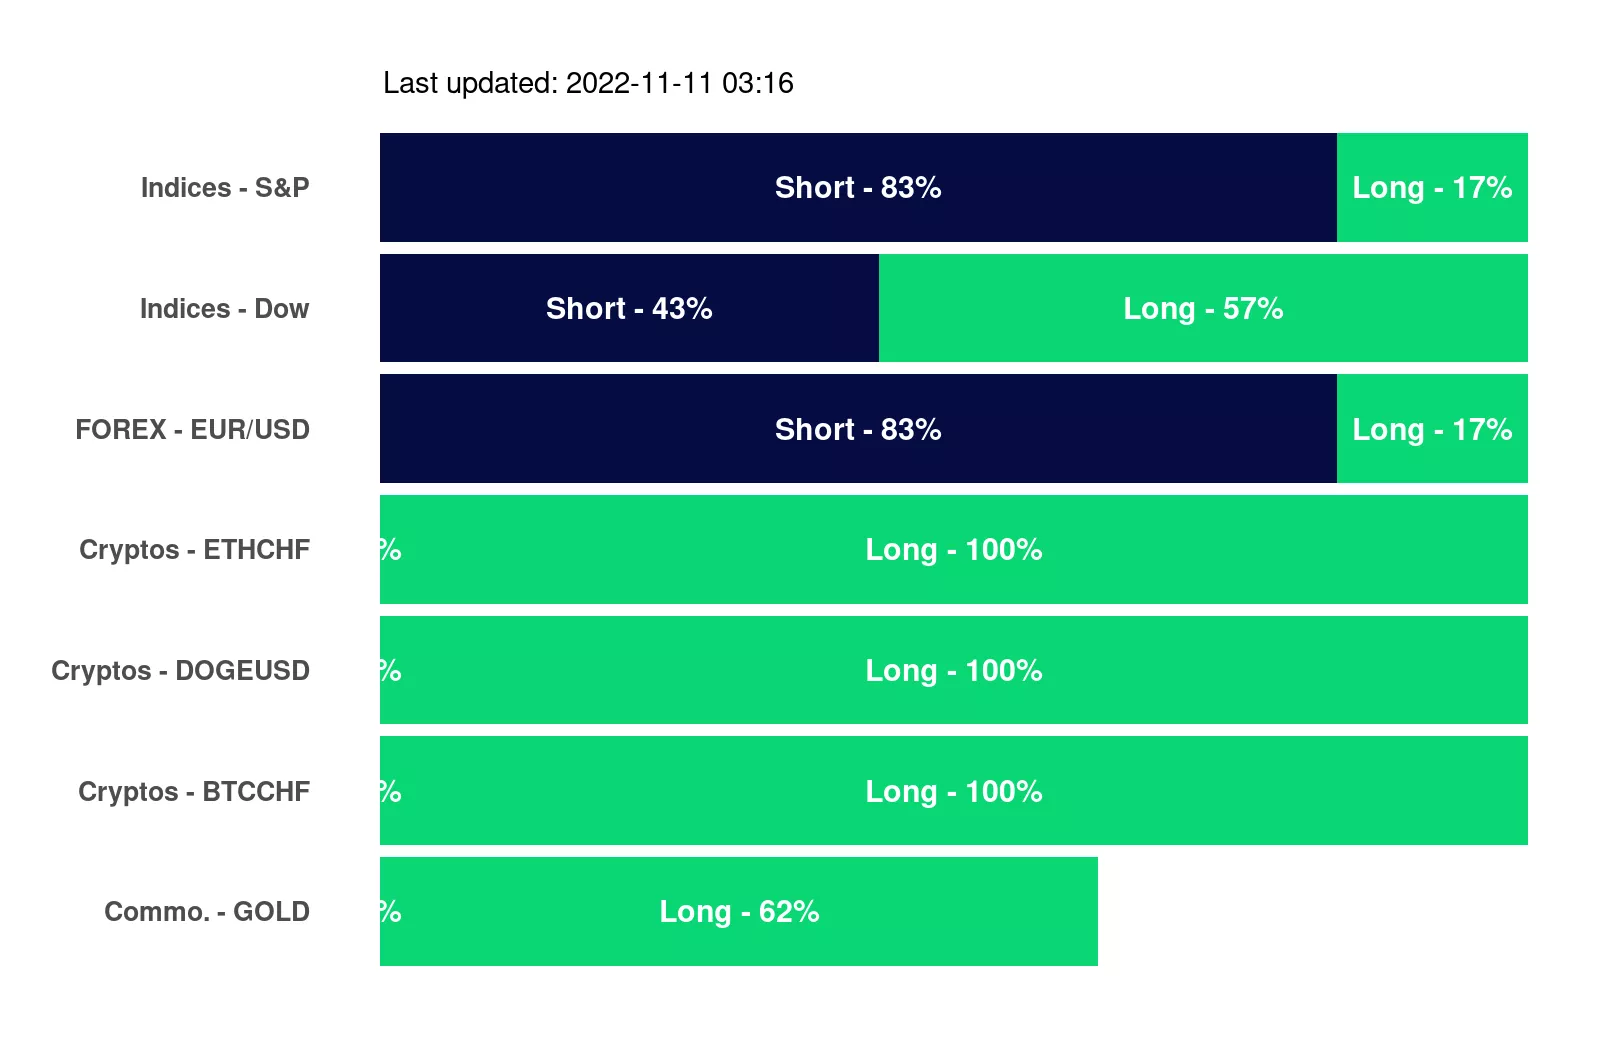 Last updated: 2022-11-11 03:16
Indices - S&P Short - 83% Long - 17%
Indices - Dow Short - 43% Long - 57%
FOREX - EUR/USD Short - 83% Long - 17%
Cryptos - ETHCHF % Long - 100%
Cryptos - DOGEUSD % Long - 100%
Cryptos - BTCCHF % Long - 100%
Commo. - GOLD % Long - 62%